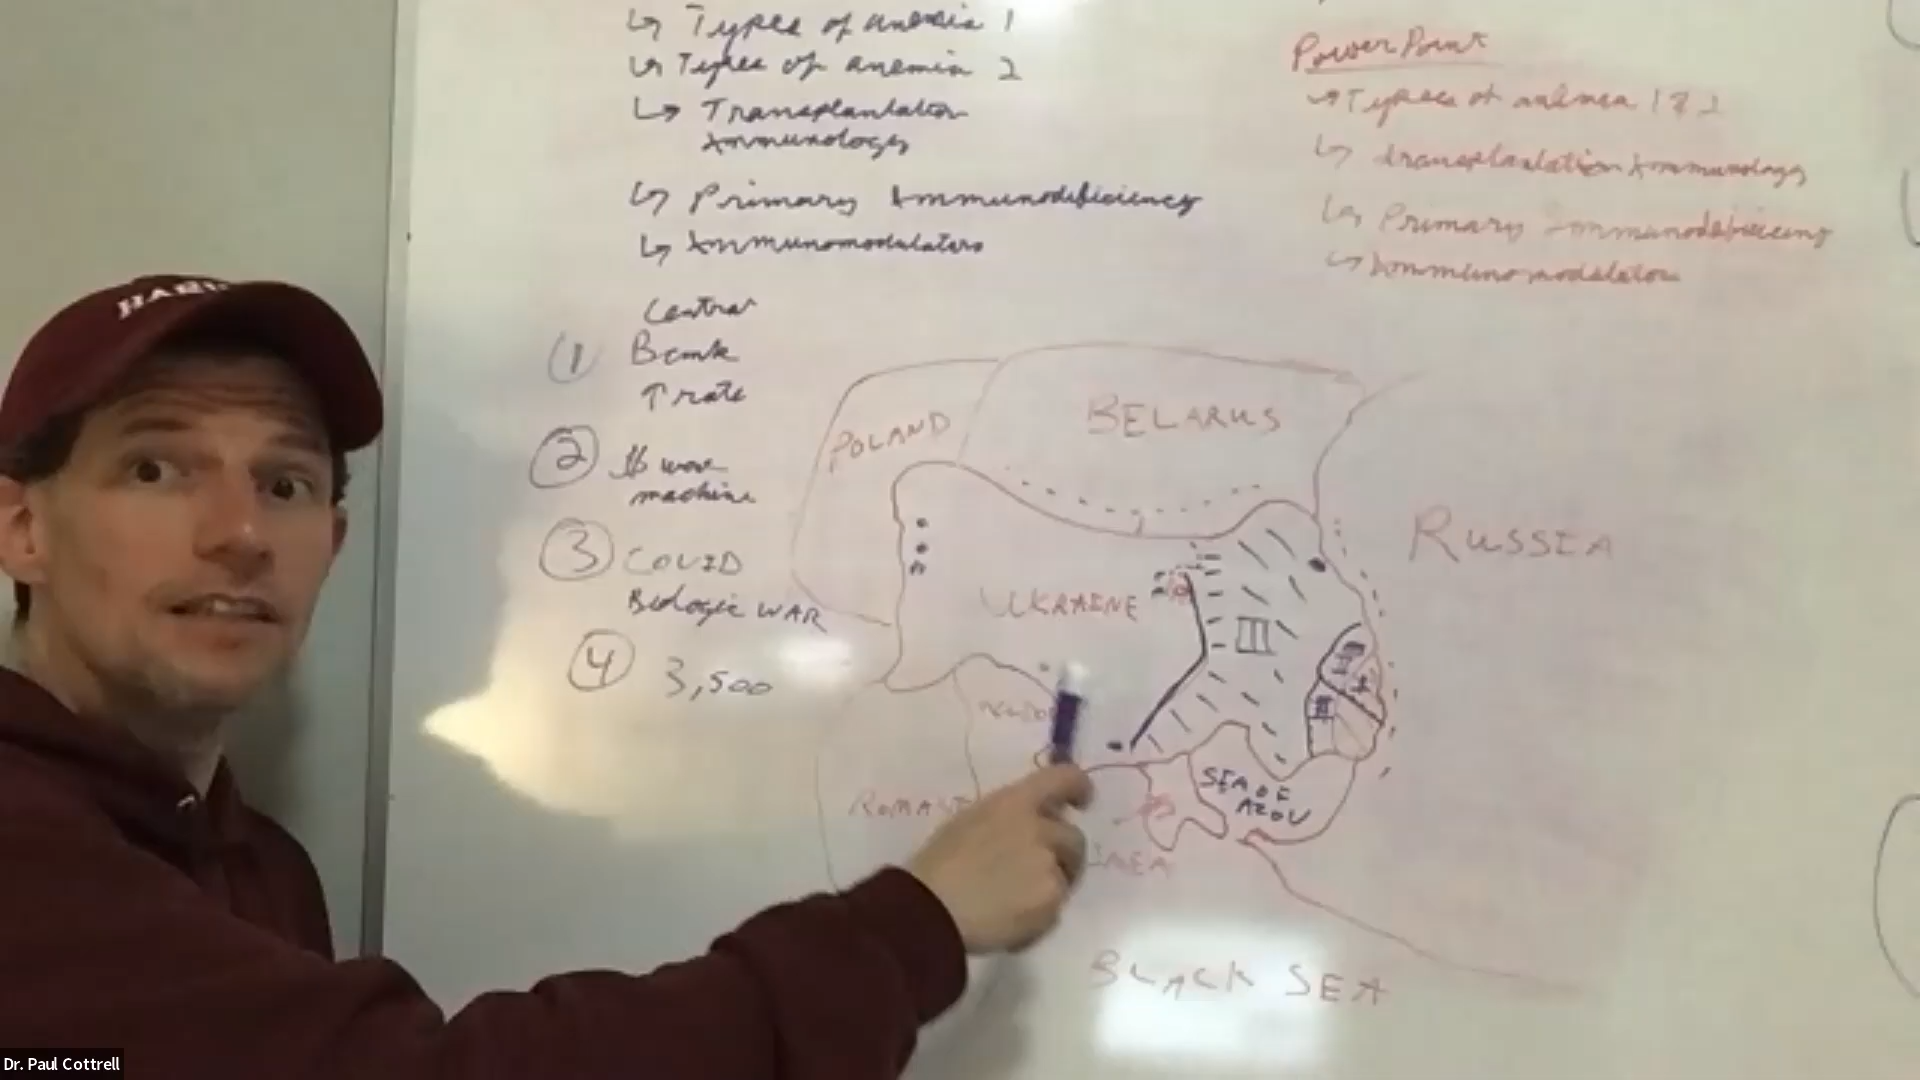 ↳ Types of anemia 1
↳ Types of anemia 2
↳ Transplantation
Immunology
↳ Primary Immunodeficiency
↳ Immunomodulators
PowerPoint
↳ Types of anemia 1 & 2
↳ Transplantation Immunology
↳ Primary Immunodeficiency
↳ Immunomodulators
① Central
Bank
↑ rate
② $ war
machine
③ COVID
Biologic WAR
④ 3,500
POLAND
BELARUS
RUSSIA
UKRAINE
SEA OF
AZOV
BLACK SEA
HARV
Dr. Paul Cottrell